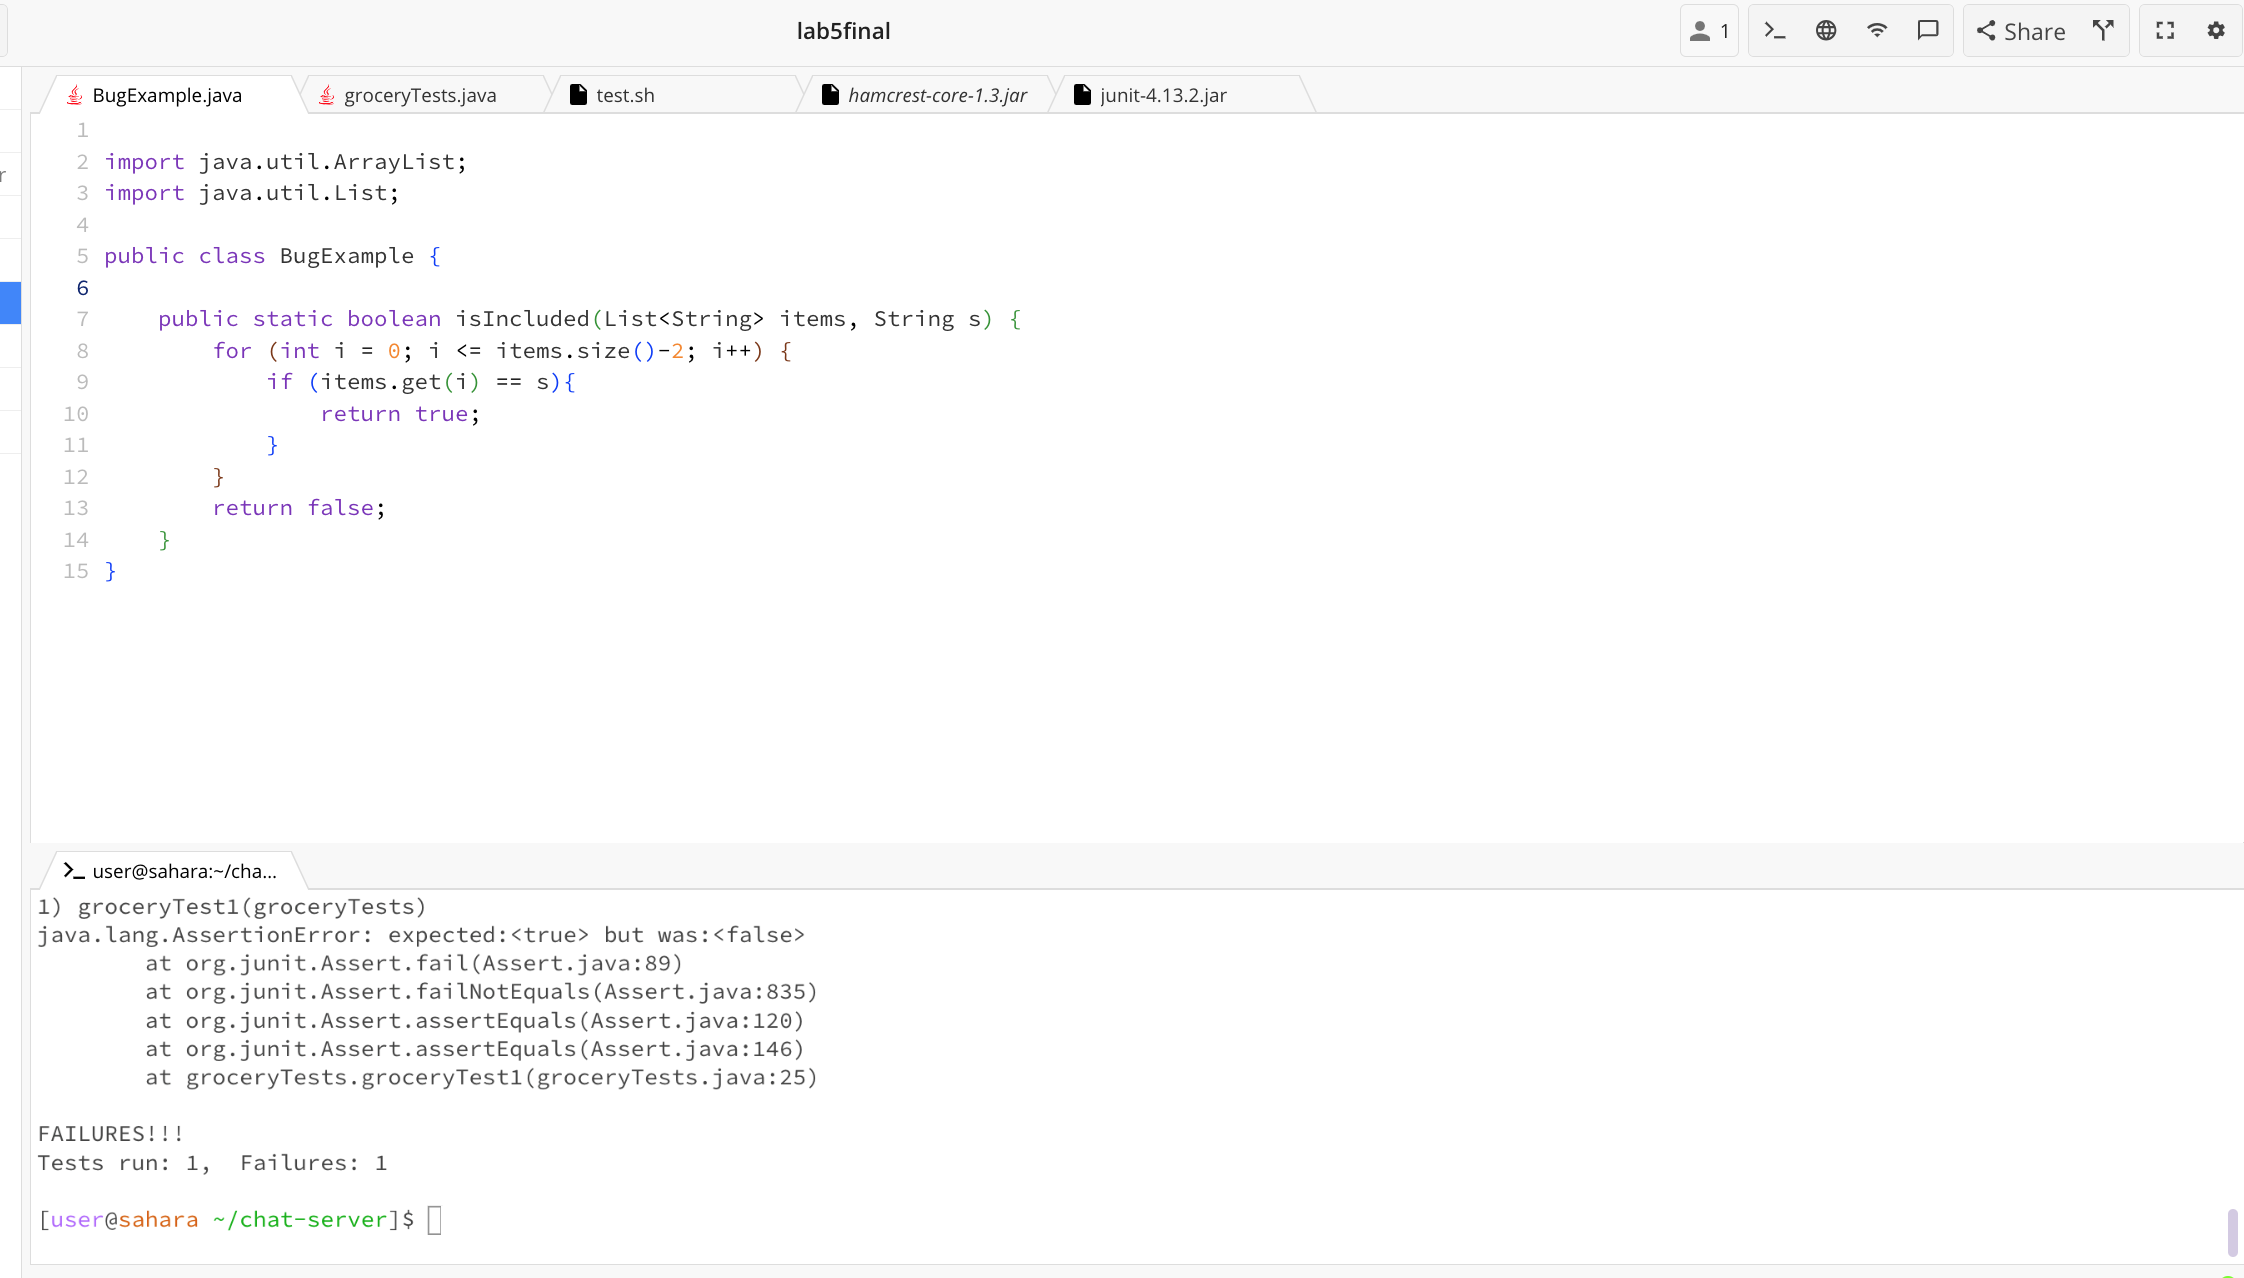 lab5final
1
Share
BugExample.java
groceryTests.java
test.sh
hamcrest-core-1.3.jar
junit-4.13.2.jar
r
1
2 import java.util.ArrayList;
3 import java.util.List;
4
5 public class BugExample {
6
7     public static boolean isIncluded(List<String> items, String s) {
8         for (int i = 0; i <= items.size()-2; i++) {
9             if (items.get(i) == s){
10                 return true;
11             }
12         }
13         return false;
14     }
15 }
user@sahara:~/cha...
1) groceryTest1(groceryTests)
java.lang.AssertionError: expected:<true> but was:<false>
        at org.junit.Assert.fail(Assert.java:89)
        at org.junit.Assert.failNotEquals(Assert.java:835)
        at org.junit.Assert.assertEquals(Assert.java:120)
        at org.junit.Assert.assertEquals(Assert.java:146)
        at groceryTests.groceryTest1(groceryTests.java:25)
FAILURES!!!
Tests run: 1,  Failures: 1
[user@sahara ~/chat-server]$